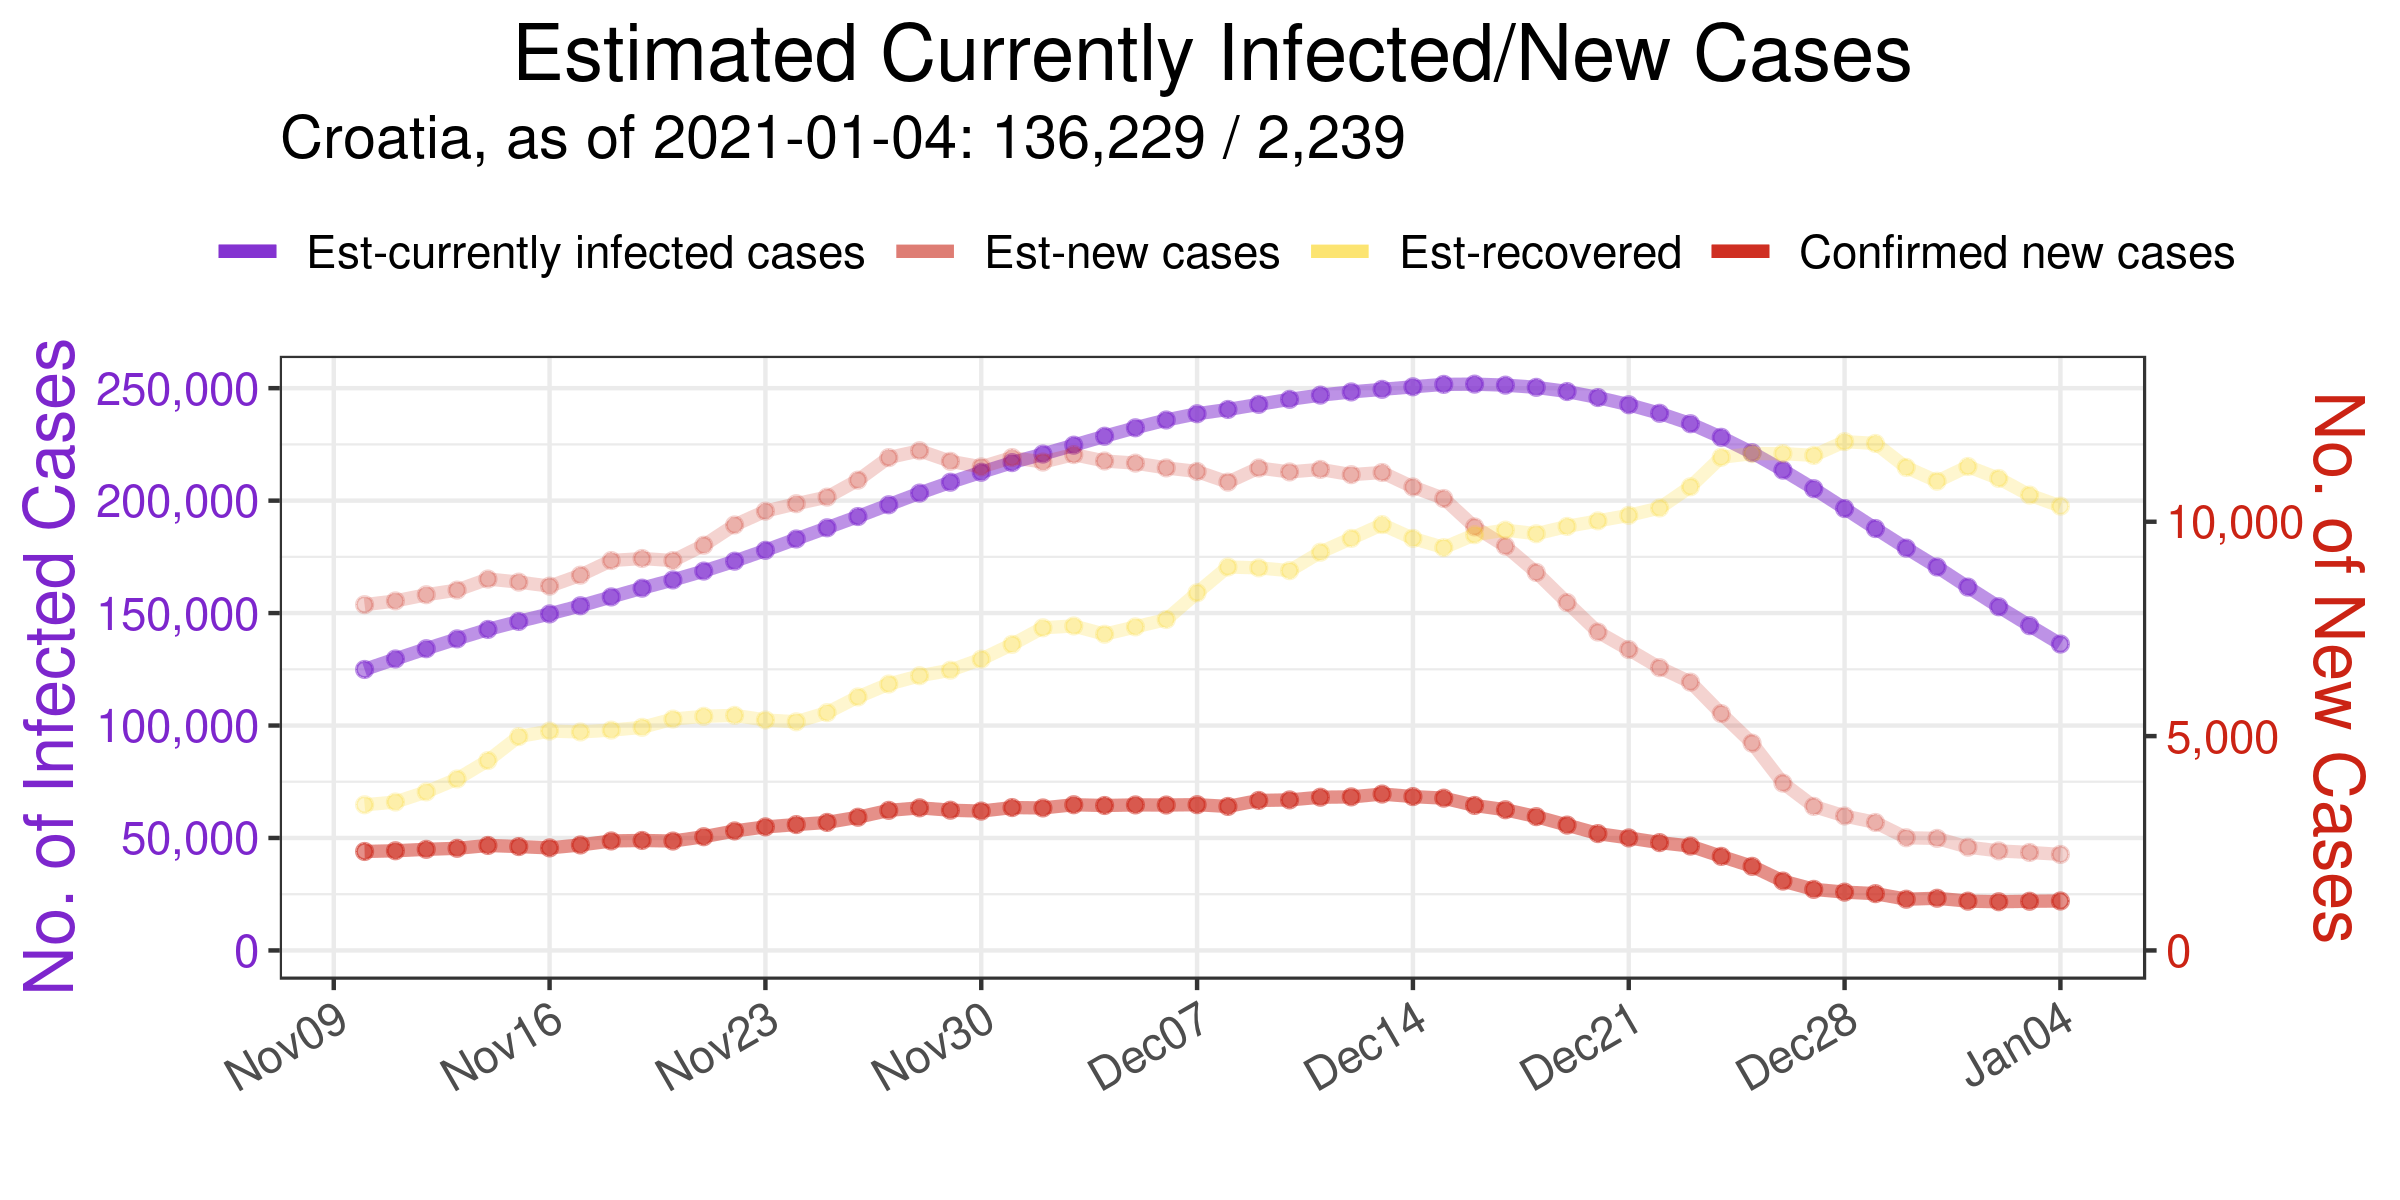 Estimated Currently Infected/New Cases
Croatia, as of 2021-01-04: 136,229 / 2,239
Est-currently infected cases
Est-new cases
Est-recovered
Confirmed new cases
No. of Infected Cases
250,000
200,000
150,000
100,000
50,000
0
10,000
5,000
0
No. of New Cases
Nov09
Nov16
Nov23
Nov30
Dec07
Dec14
Dec21
Dec28
Jan04